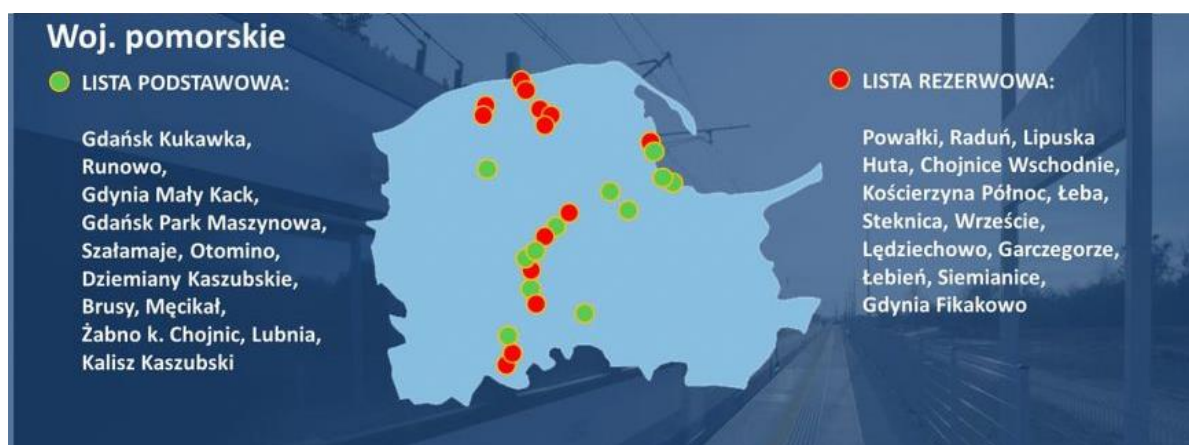 Woj. pomorskie
LISTA PODSTAWOWA:
Gdańsk Kukawka,
Runowo,
Gdynia Mały Kack,
Gdańsk Park Maszynowa,
Szałamaje, Otomino,
Dziemiany Kaszubskie,
Brusy, Męcikał,
Żabno k. Chojnic, Lubnia,
Kalisz Kaszubski
LISTA REZERWOWA:
Powałki, Raduń, Lipuska
Huta, Chojnice Wschodnie,
Kościerzyna Północ, Łeba,
Steknica, Wrzeście,
Lędziechowo, Garczegorze,
Łebień, Siemianice,
Gdynia Fikakowo